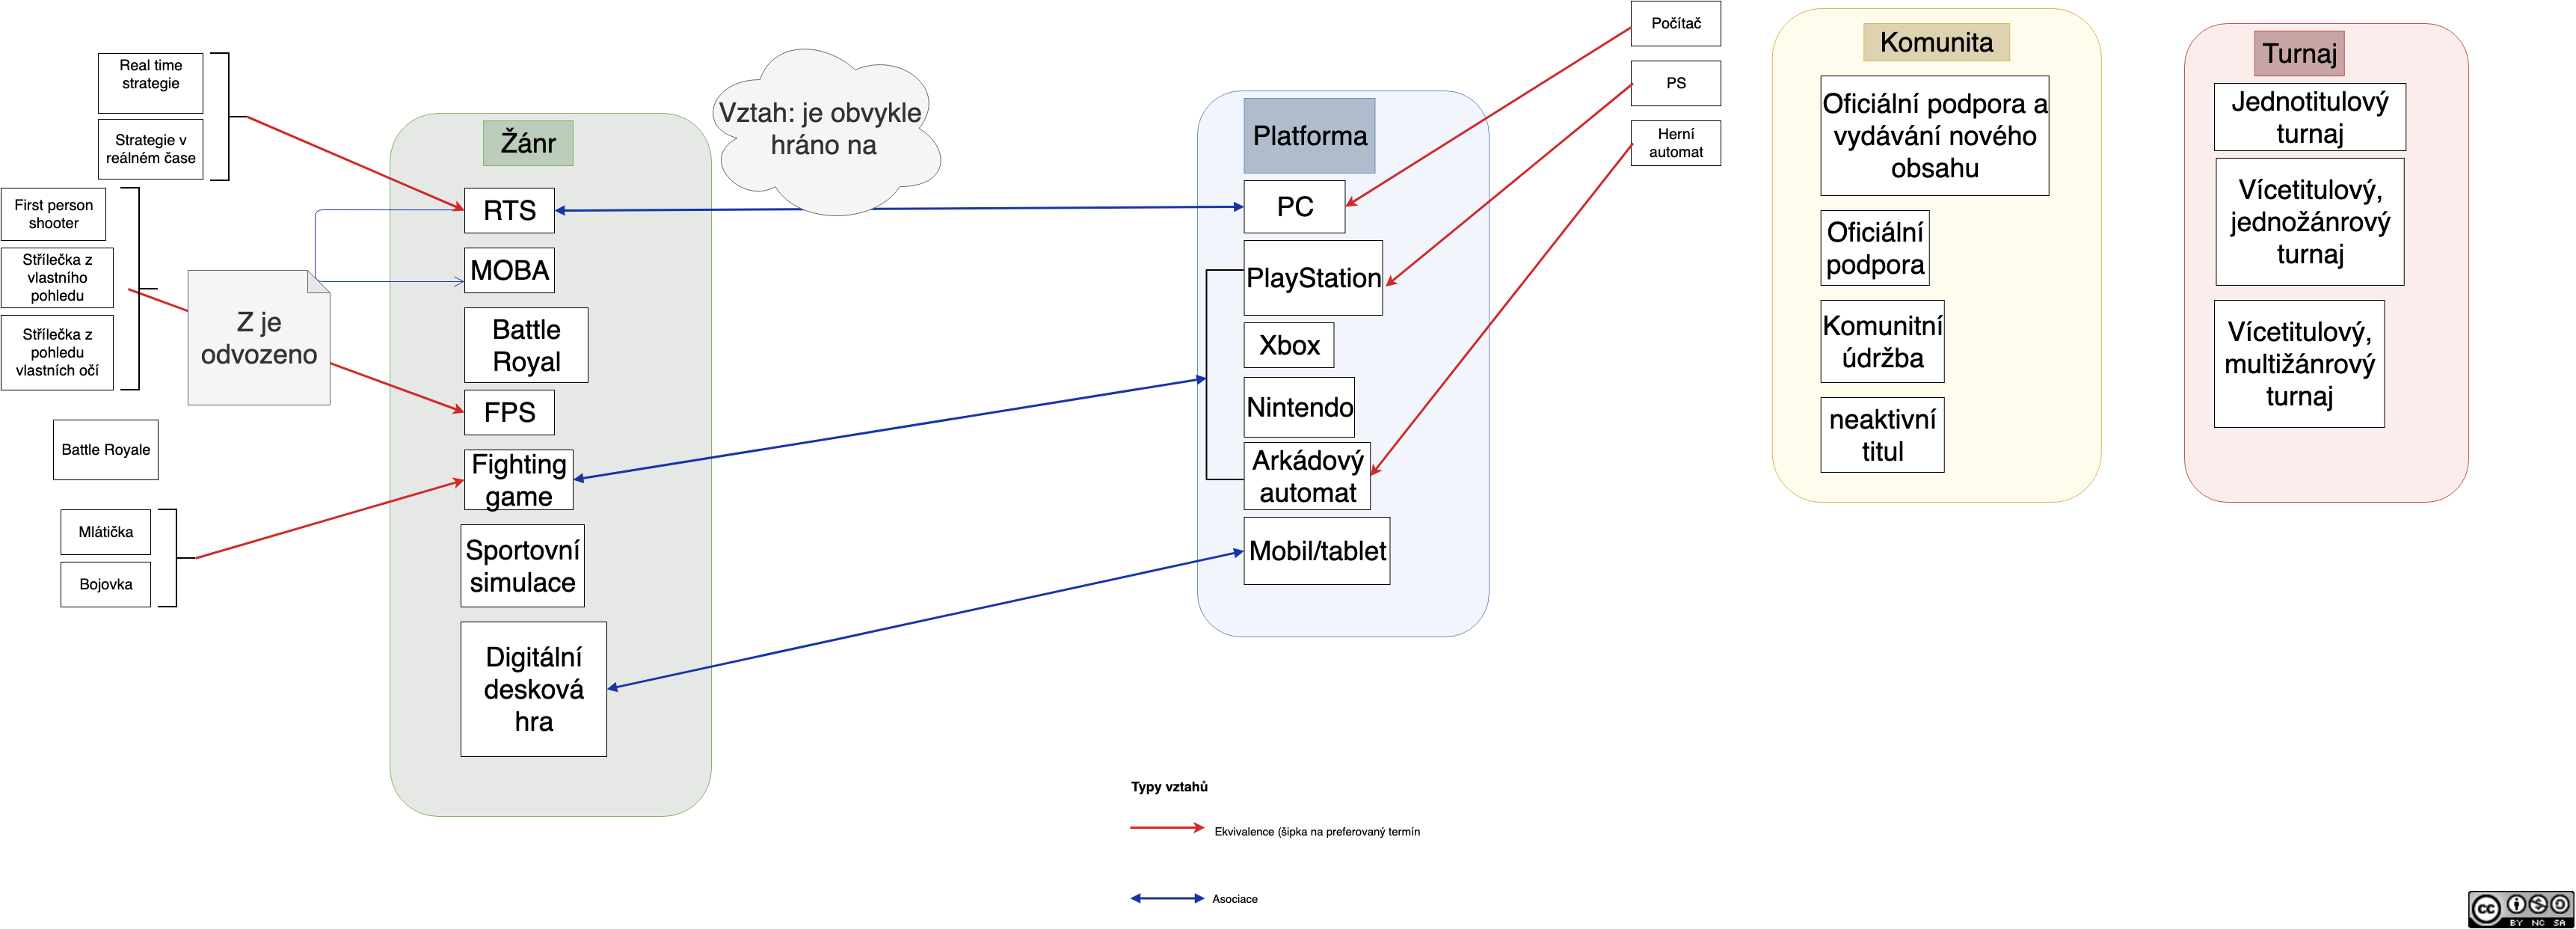 Real time
strategie
Strategie v
reálném čase
First person
shooter
Střílečka z
vlastního
pohledu
Střílečka z
pohledu
vlastních očí
Battle Royale
Mlátička
Bojovka
Z je
odvozeno
Žánr
RTS
MOBA
Battle
Royal
FPS
Fighting
game
Sportovní
simulace
Digitální
desková
hra
Vztah: je obvykle
hráno na
Platforma
PC
PlayStation
Xbox
Nintendo
Arkádový
automat
Mobil/tablet
Počítač
PS
Herní
automat
Komunita
Oficiální podpora a
vydávání nového
obsahu
Oficiální
podpora
Komunitní
údržba
neaktivní
titul
Turnaj
Jednotitulový
turnaj
Vícetitulový,
jednožánrový
turnaj
Vícetitulový,
multižánrový
turnaj
Typy vztahů
Ekvivalence (šipka na preferovaný termín
Asociace
cc
BY NC SA